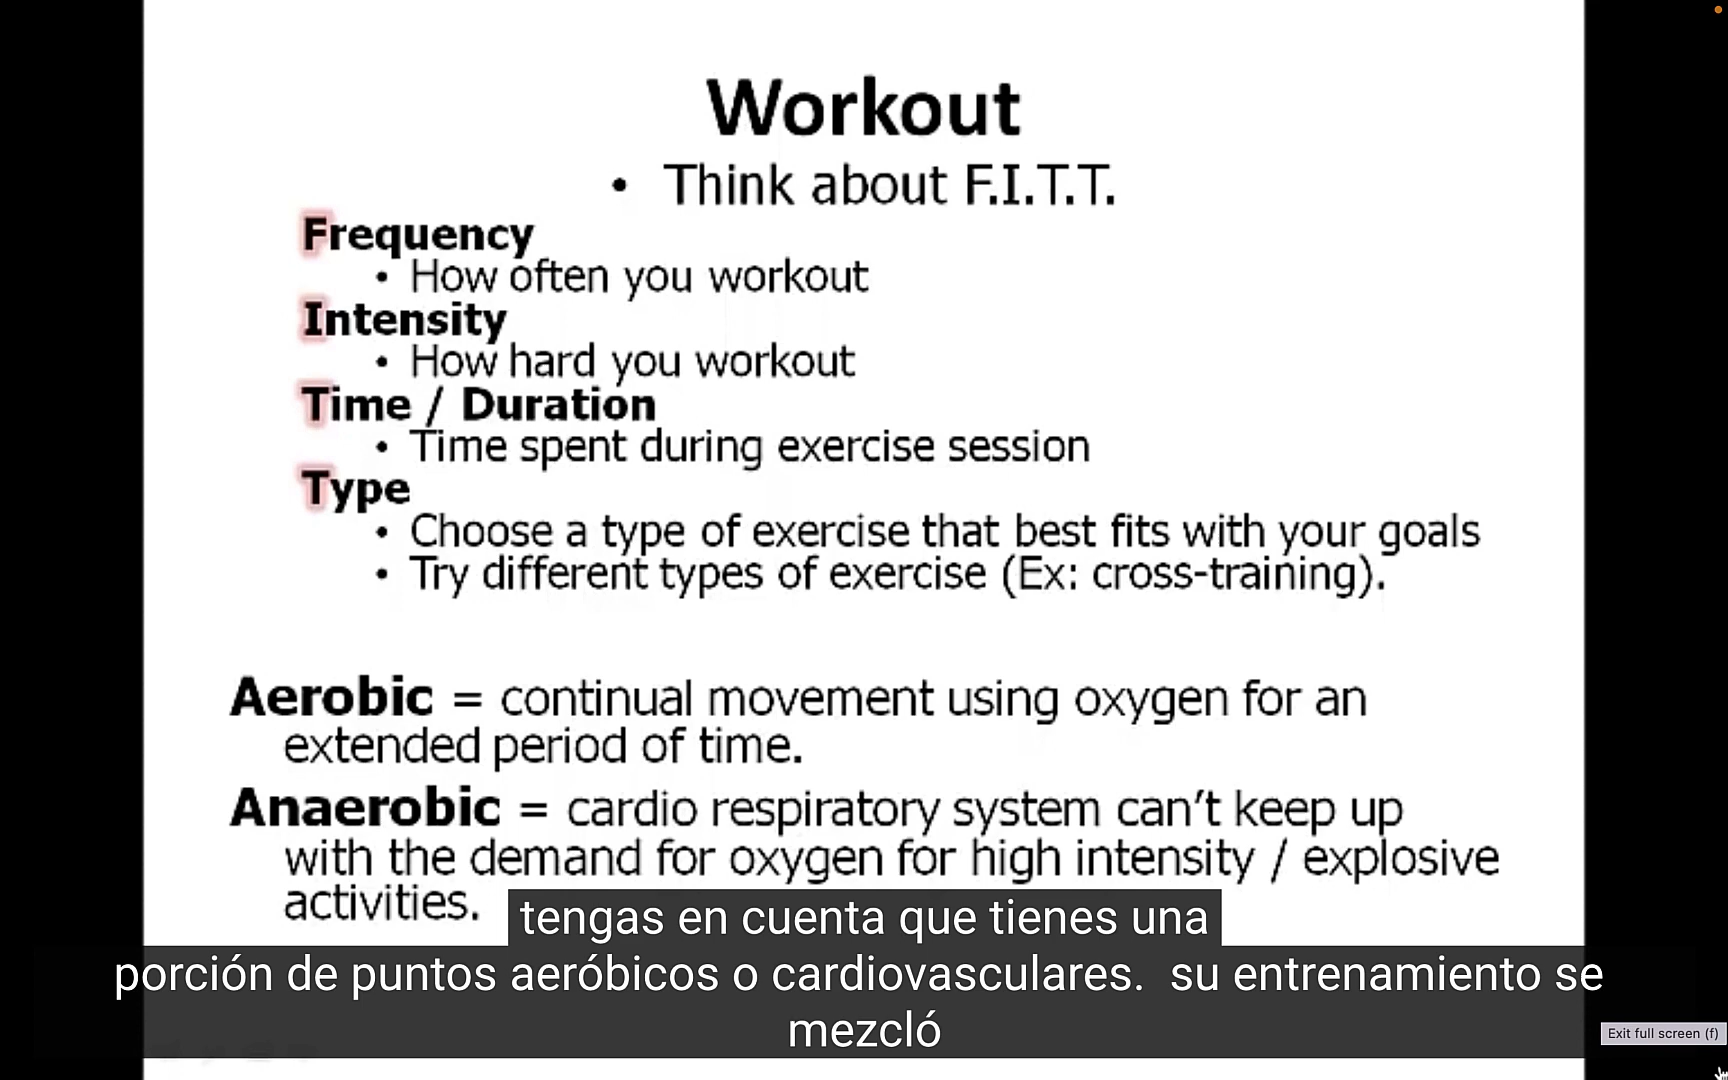 Workout
• Think about F.I.T.T.
Frequency
• How often you workout
Intensity
• How hard you workout
Time / Duration
• Time spent during exercise session
Type
• Choose a type of exercise that best fits with your goals
• Try different types of exercise (Ex: cross-training).
Aerobic = continual movement using oxygen for an
extended period of time.
Anaerobic = cardio respiratory system can't keep up
with the demand for oxygen for high intensity / explosive
activities.
tengas en cuenta que tienes una
porción de puntos aeróbicos o cardiovasculares.  su entrenamiento se
mezcló
Exit full screen (f)